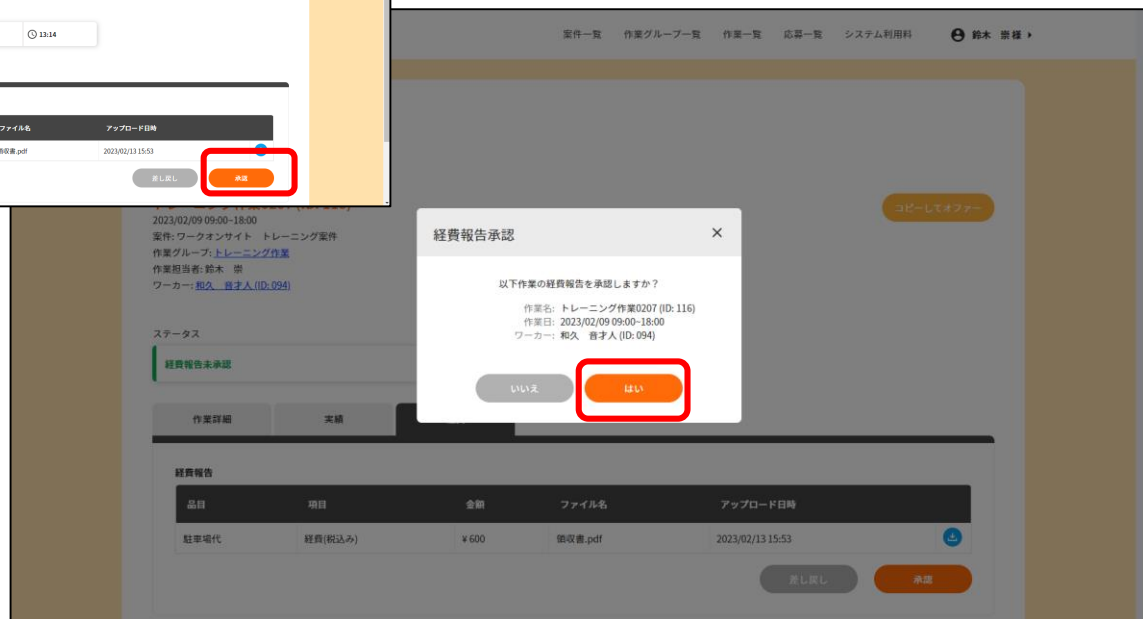 13:14
ファイル名 アップロード日時
領収書.pdf 2023/02/13 15:53
差し戻し 承認
案件一覧 作業グループ一覧 作業一覧 応募一覧 システム利用料 鈴木 崇様
コピーしてオファー
2023/02/09 09:00~18:00
案件: ワークオンサイト トレーニング案件
作業グループ: トレーニング作業
作業担当者: 鈴木 崇
ワーカー: 和久 音才人 (ID: 094)
ステータス
経費報告未承認
作業詳細 実績
経費報告承認 ×
以下作業の経費報告を承認しますか？
作業名: トレーニング作業0207 (ID: 116)
作業日: 2023/02/09 09:00~18:00
ワーカー: 和久 音才人 (ID: 094)
いいえ はい
経費報告
品目 項目 金額 ファイル名 アップロード日時
駐車場代 経費(税込み) ¥ 600 領収書.pdf 2023/02/13 15:53
差し戻し 承認